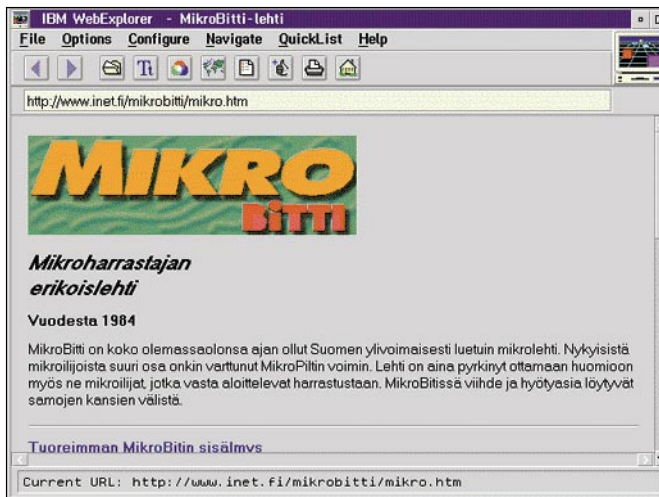 IBM WebExplorer - MikroBitti-lehti
File Options Configure Navigate QuickList Help
http://www.inet.fi/mikrobitti/mikro.htm
MIKRO
BITTI
Mikroharrastajan
erikoislehti
Vuodesta 1984
MikroBitti on koko olemassaolonsa ajan ollut Suomen ylivoimaisesti luetuin mikrolehti. Nykyisistä
mikroilijoista suuri osa onkin varttunut MikroPiltin voimin. Lehti on aina pyrkinyt ottamaan huomioon
myös ne mikroilijat, jotka vasta aloittelevat harrastustaan. MikroBitissä viihde ja hyötyasia löytyvät
samojen kansien välistä.
Tuoreimman MikroBitin sisälmys
Current URL: http://www.inet.fi/mikrobitti/mikro.htm